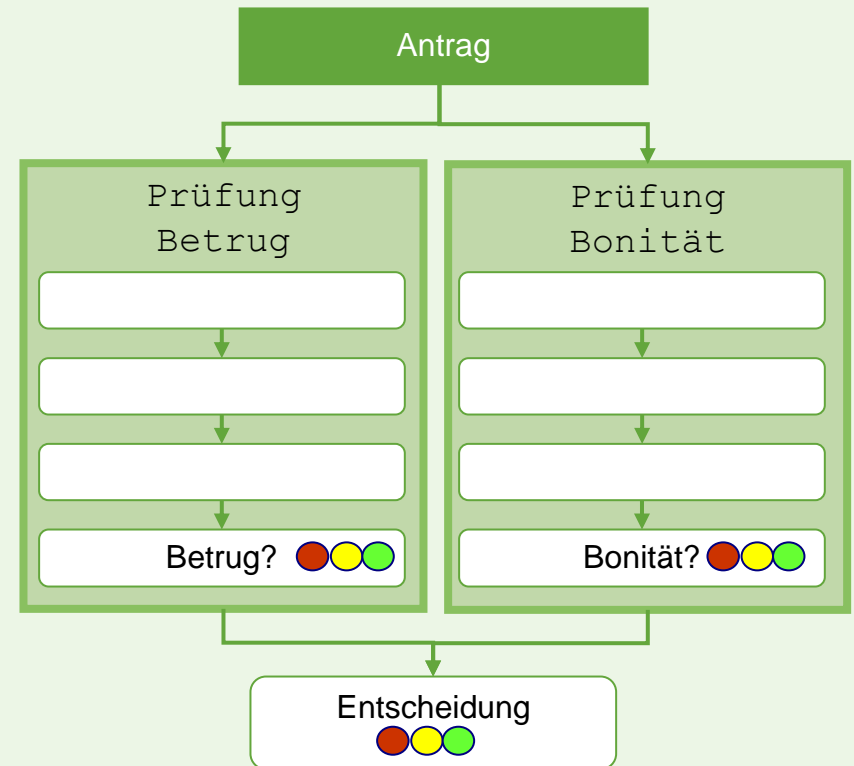 Antrag
Prüfung
Betrug
Betrug?
Prüfung
Bonität
Bonität?
Entscheidung